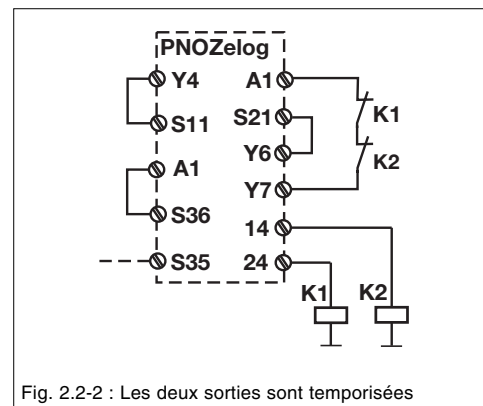 PNOZelog
Y4 A1
S11 S21 K1
A1 Y6 K2
S36 Y7
14
S35 24
K1 K2
Fig. 2.2-2 : Les deux sorties sont temporisées